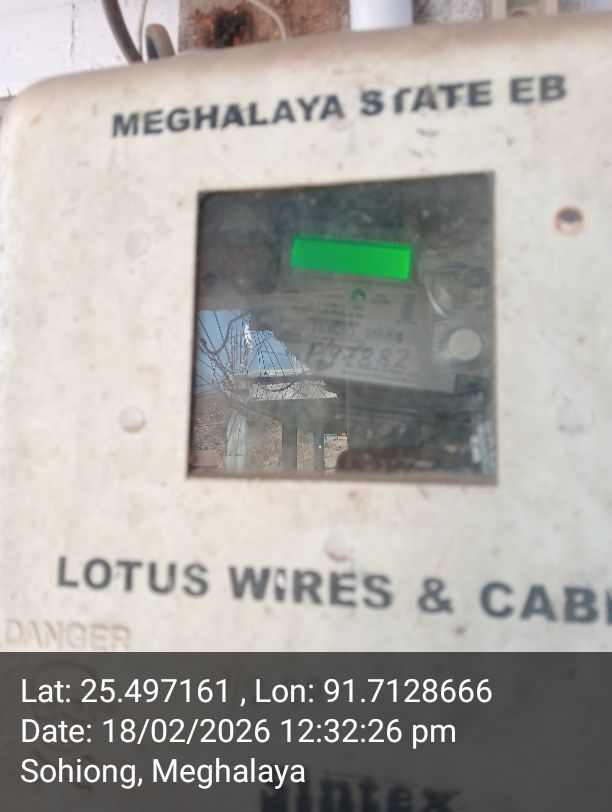 MEGHALAYA STATE EB
LOTUS WIRES & CABL
DANGER
Lat: 25.497161 , Lon: 91.7128666
Date: 18/02/2026 12:32:26 pm
Sohiong, Meghalaya